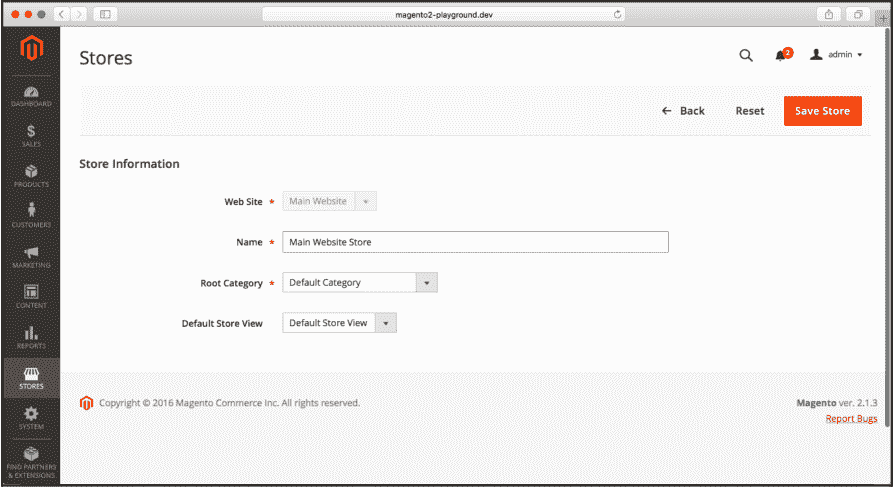 magento2-playground.dev
Stores
2
admin
DASHBOARD
$
SALES
PRODUCTS
CUSTOMERS
MARKETING
CONTENT
REPORTS
STORES
SYSTEM
FIND PARTNERS
& EXTENSIONS
← Back Reset Save Store
Store Information
Web Site * Main Website
Name * Main Website Store
Root Category * Default Category
Default Store View Default Store View
Copyright © 2016 Magento Commerce Inc. All rights reserved.
Magento ver. 2.1.3
Report Bugs